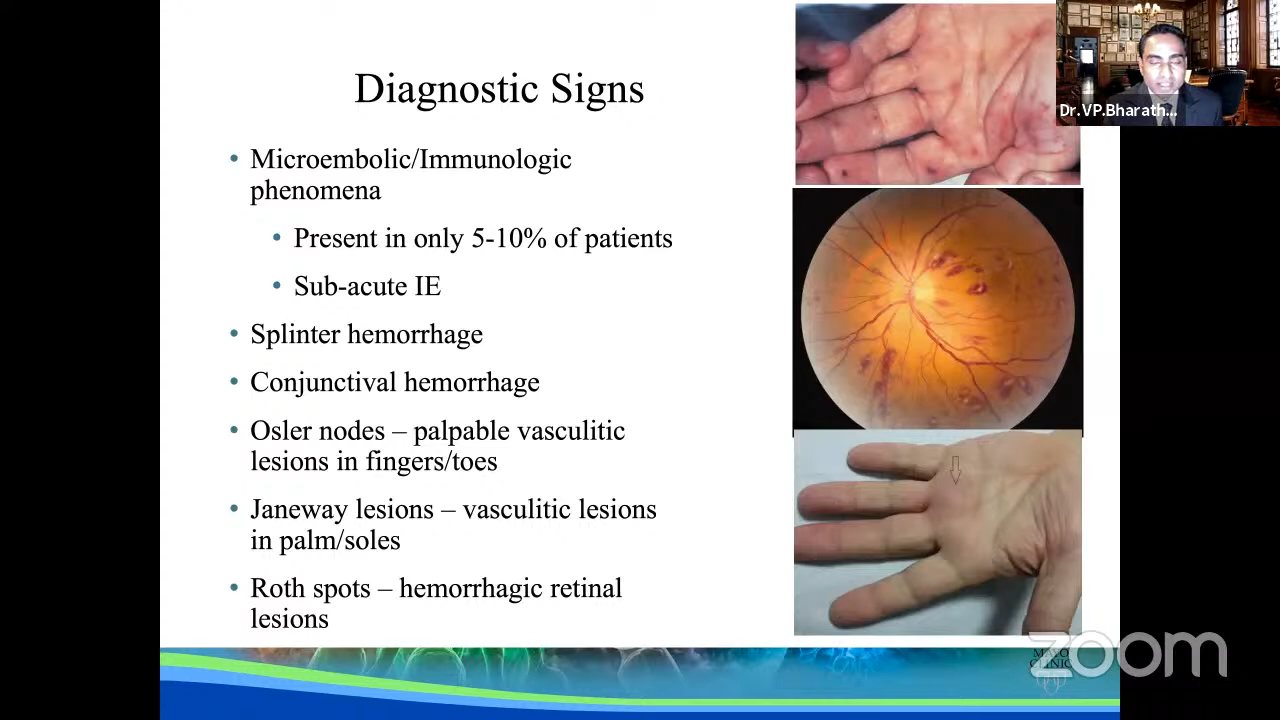 Diagnostic Signs
• Microembolic/Immunologic
phenomena
• Present in only 5-10% of patients
• Sub-acute IE
• Splinter hemorrhage
• Conjunctival hemorrhage
• Osler nodes – palpable vasculitic
lesions in fingers/toes
• Janeway lesions – vasculitic lesions
in palm/soles
• Roth spots – hemorrhagic retinal
lesions
Dr.VP.Bharath...
MAYO
CLINIC
zoom